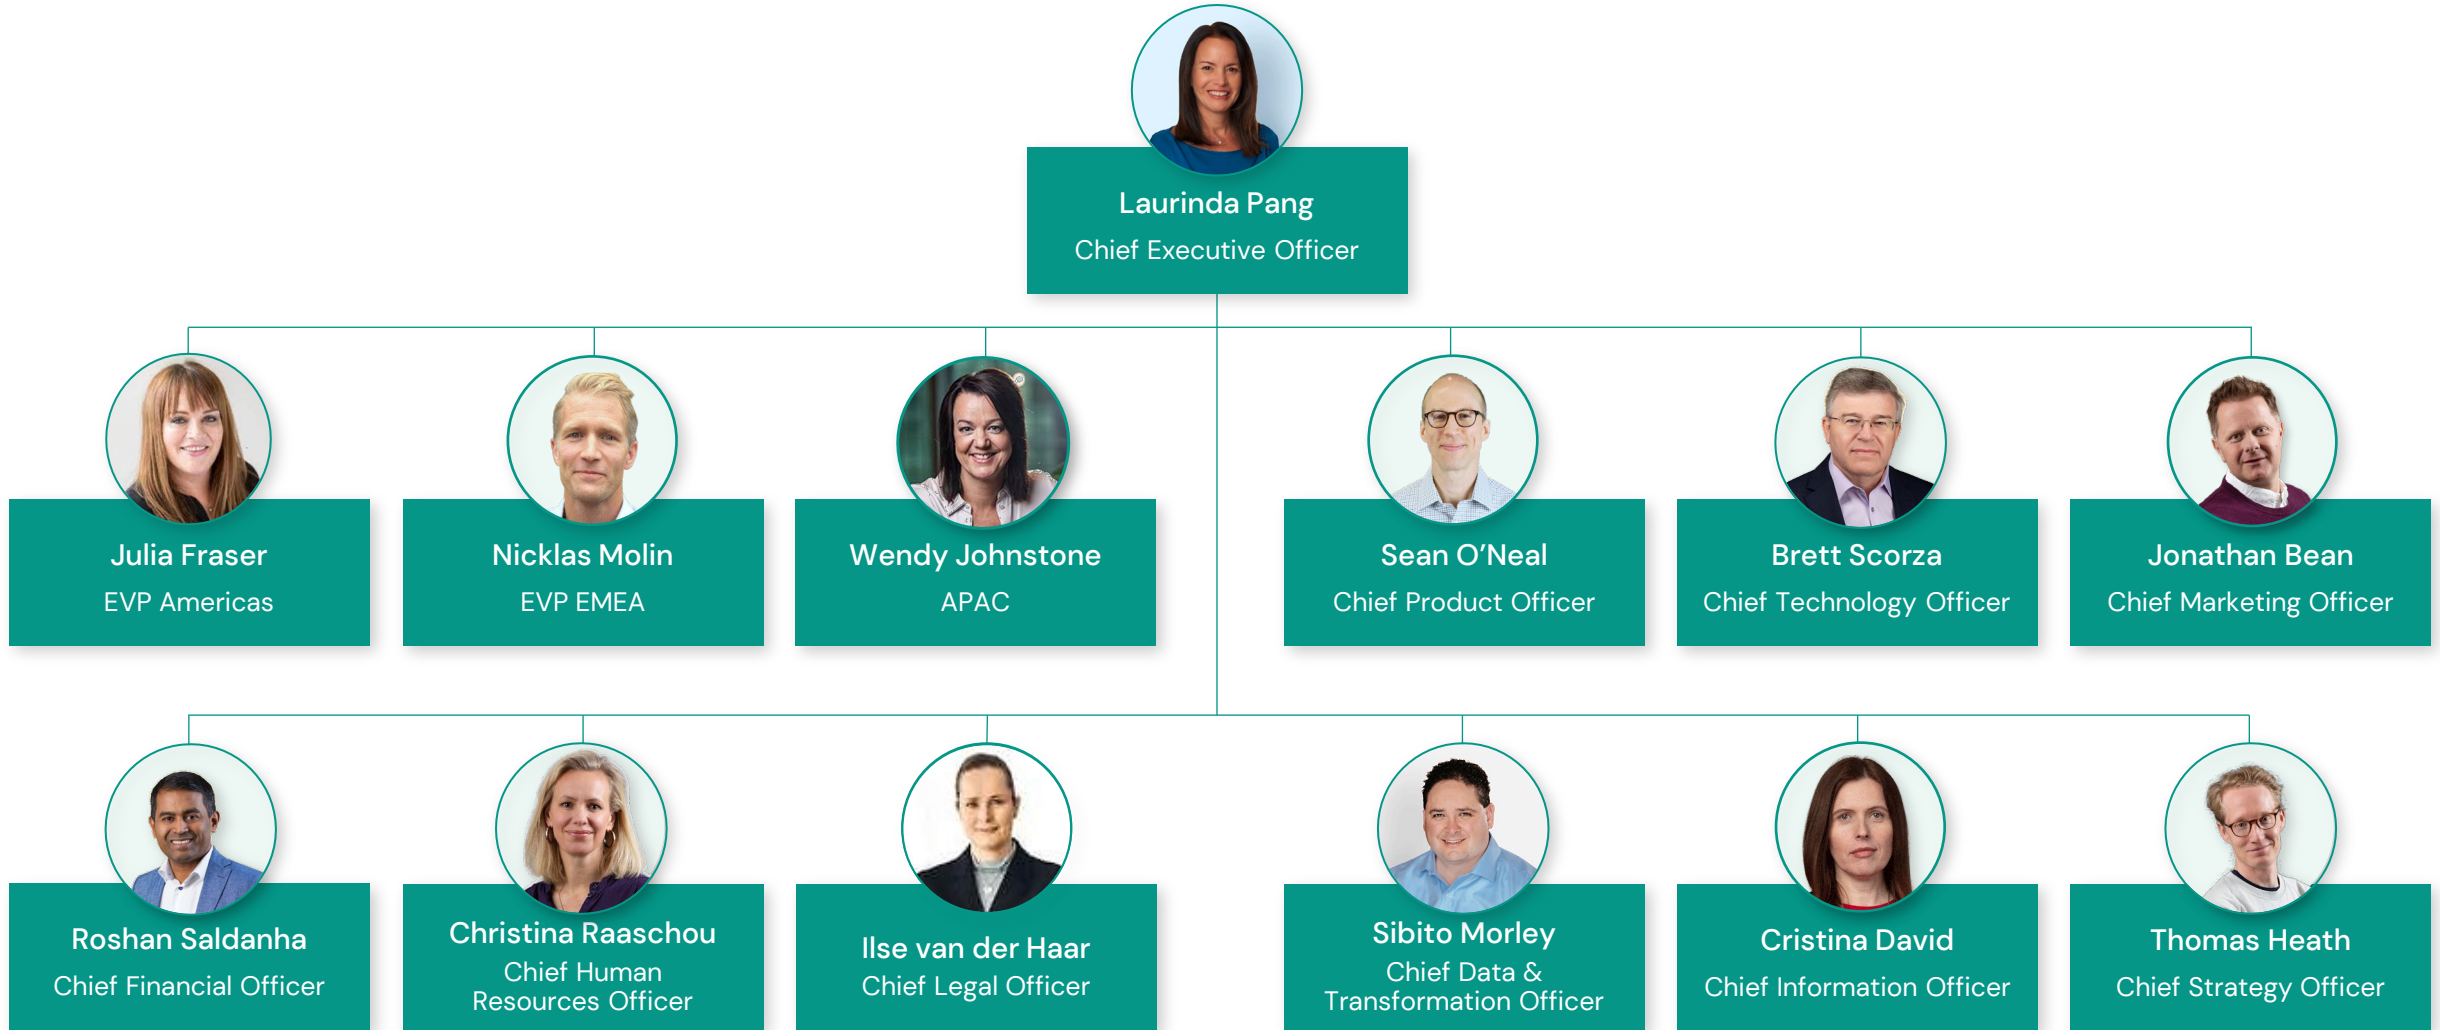 Laurinda Pang
Chief Executive Officer
Julia Fraser
EVP Americas
Nicklas Molin
EVP EMEA
Wendy Johnstone
APAC
Sean O’Neal
Chief Product Officer
Brett Scorza
Chief Technology Officer
Jonathan Bean
Chief Marketing Officer
Roshan Saldanha
Chief Financial Officer
Christina Raaschou
Chief Human
Resources Officer
Ilse van der Haar
Chief Legal Officer
Sibito Morley
Chief Data &
Transformation Officer
Cristina David
Chief Information Officer
Thomas Heath
Chief Strategy Officer